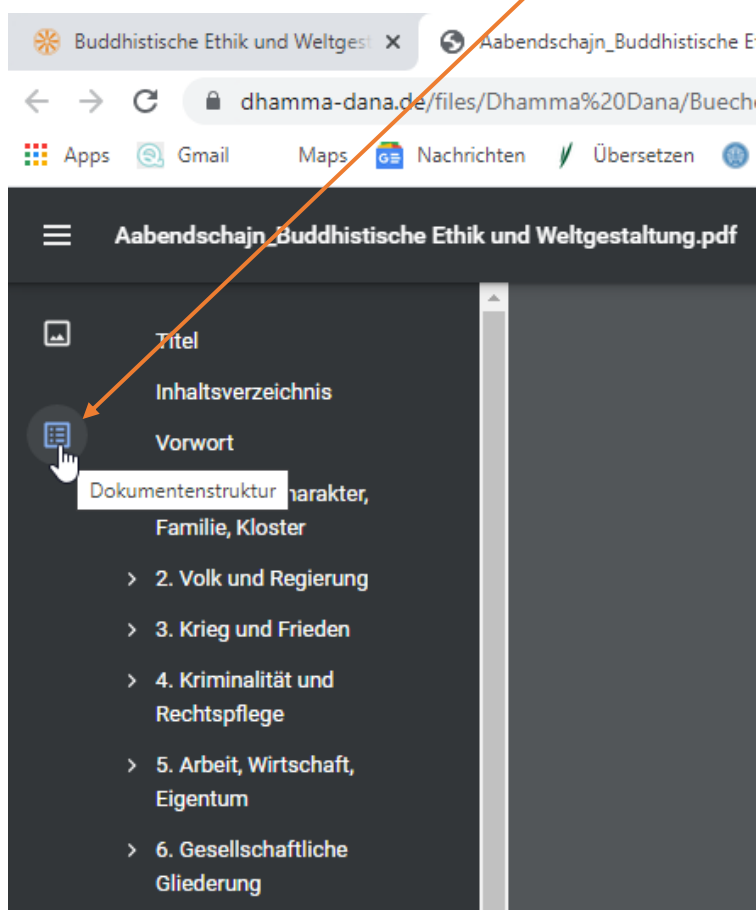 Buddhistische Ethik und Weltgest
Aabendschajn_Buddhistische E
dhamma-dana.de/files/Dhamma%20Dana/Buech
Apps Gmail Maps Nachrichten Übersetzen
Aabendschajn_Buddhistische Ethik und Weltgestaltung.pdf
Titel
Inhaltsverzeichnis
Vorwort
Dokumentenstruktur
harakter,
Familie, Kloster
2. Volk und Regierung
3. Krieg und Frieden
4. Kriminalität und
Rechtspflege
5. Arbeit, Wirtschaft,
Eigentum
6. Gesellschaftliche
Gliederung